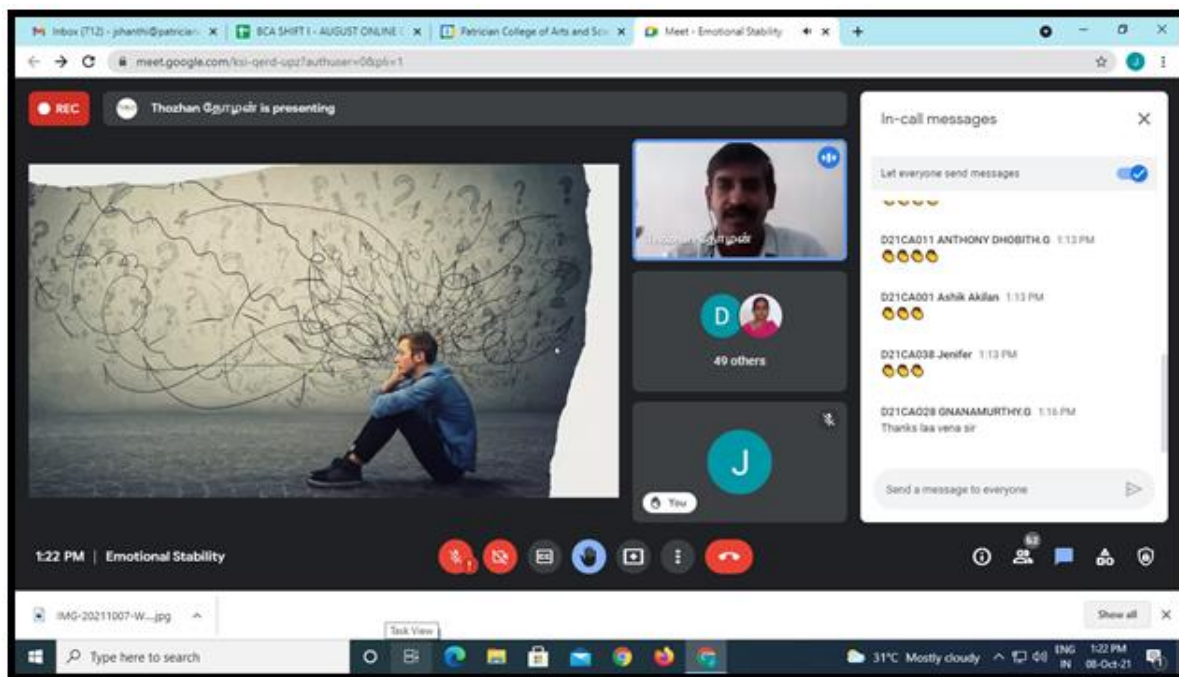 Inbox (712) - jshanthi@patrician
BCA SHIFT I - AUGUST ONLINE (
Patrician College of Arts and Scie
Meet - Emotional Stability
meet.google.com/ksi-qerd-upz?authuser=0&pli=1
J
REC
Thozhan தோழன் is presenting
Thozhan தோழன்
D
49 others
J
You
In-call messages
Let everyone send messages
D21CA011 ANTHONY DHOBITH.G 1:13 PM
D21CA001 Ashik Akilan 1:13 PM
D21CA038 Jenifer 1:13 PM
D21CA028 GNANAMURTHY.G 1:16 PM
Thanks laa vena sir
Send a message to everyone
1:22 PM | Emotional Stability
52
IMG-20211007-W....jpg
Show all
Task View
Type here to search
31°C Mostly cloudy
ENG
IN
1:22 PM
08-Oct-21
1